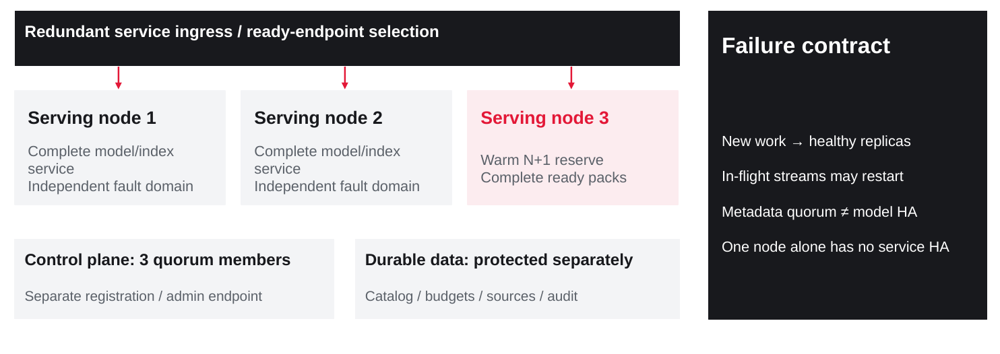 Redundant service ingress / ready-endpoint selection
Serving node 1
Complete model/index
service
Independent fault domain
Serving node 2
Complete model/index
service
Independent fault domain
Serving node 3
Warm N+1 reserve
Complete ready packs
Control plane: 3 quorum members
Separate registration / admin endpoint
Durable data: protected separately
Catalog / budgets / sources / audit
Failure contract
New work → healthy replicas
In-flight streams may restart
Metadata quorum ≠ model HA
One node alone has no service HA